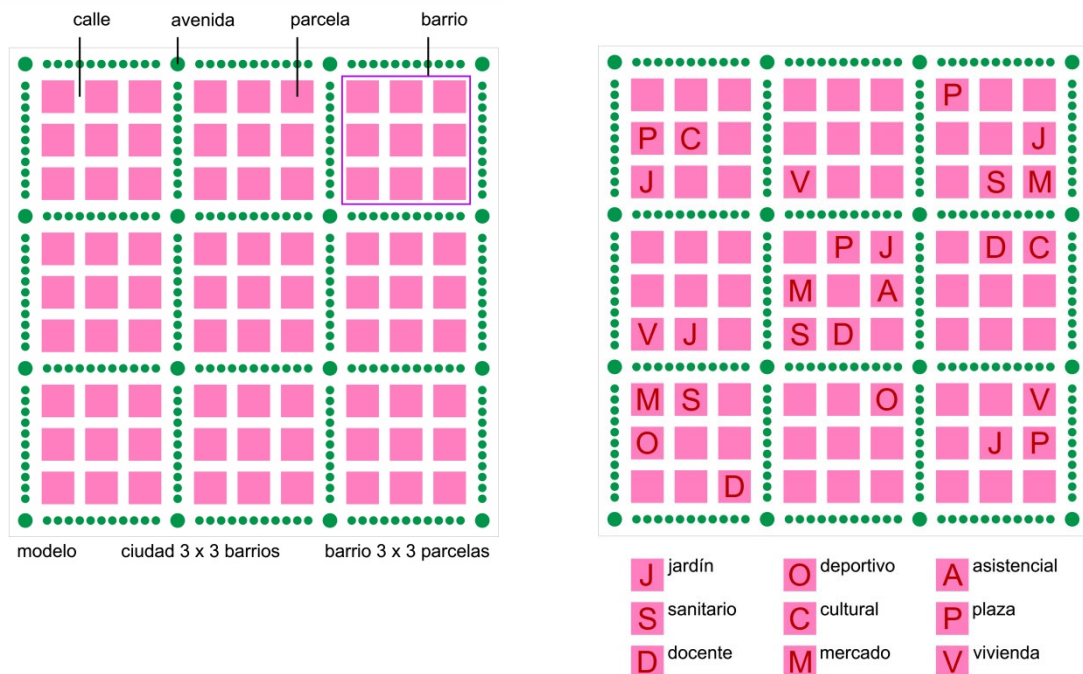 calle avenida parcela barrio
modelo ciudad 3 x 3 barrios barrio 3 x 3 parcelas
P
P C J
J V S M
P J D C
M A
V J S D
M S O V
O J P
D
J jardín O deportivo A asistencial
S sanitario C cultural P plaza
D docente M mercado V vivienda